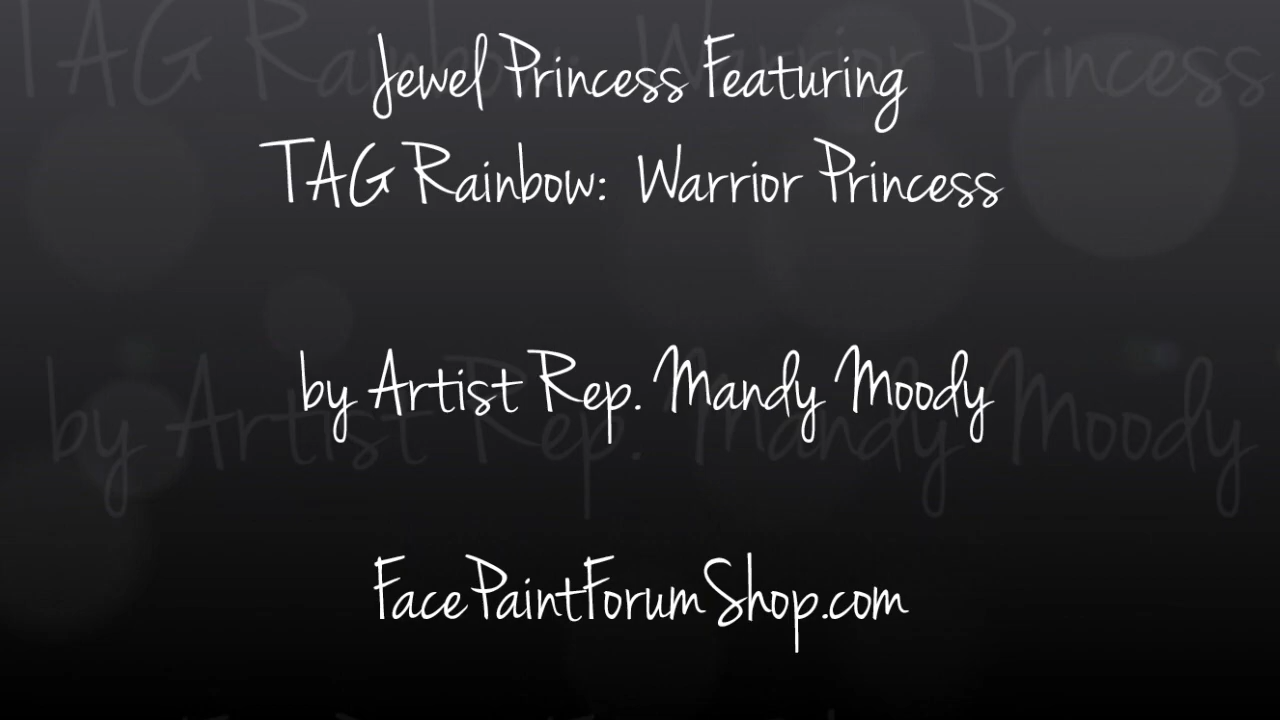 Jewel Princess Featuring
TAG Rainbow: Warrior Princess
by Artist Rep. Mandy Moody
FacePaintForumShop.com